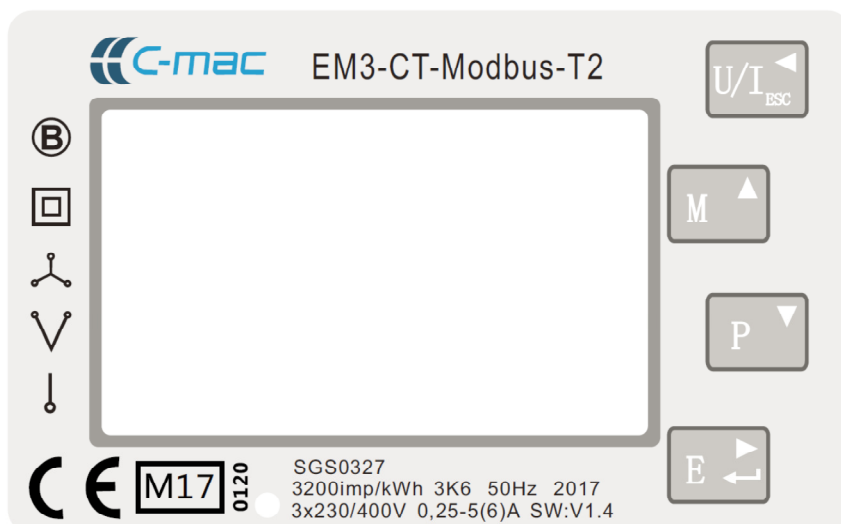 C-mac EM3-CT-Modbus-T2
U/I ESC
B
M
P
E
CE M17 0120
SGS0327
3200imp/kWh 3K6 50Hz 2017
3x230/400V 0,25-5(6)A SW:V1.4